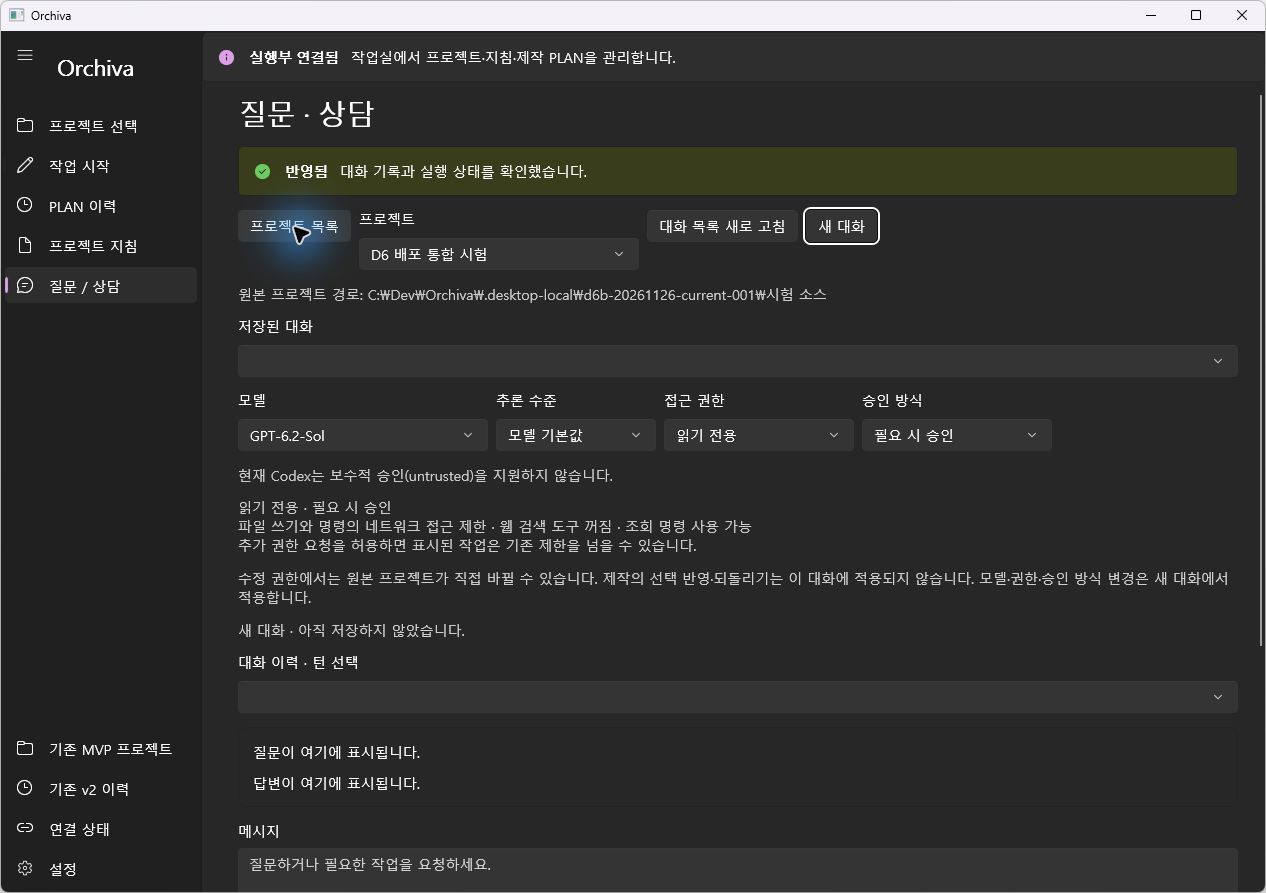 Orchiva
Orchiva
실행부 연결됨 작업실에서 프로젝트·지침·제작 PLAN을 관리합니다.
프로젝트 선택
작업 시작
PLAN 이력
프로젝트 지침
질문 / 상담
기존 MVP 프로젝트
기존 v2 이력
연결 상태
설정
질문 · 상담
반영됨 대화 기록과 실행 상태를 확인했습니다.
프로젝트 목록
프로젝트
D6 배포 통합 시험
대화 목록 새로 고침
새 대화
원본 프로젝트 경로: C:₩Dev₩Orchiva₩.desktop-local₩d6b-20261126-current-001₩시험 소스
저장된 대화
모델
추론 수준
접근 권한
승인 방식
GPT-6.2-Sol
모델 기본값
읽기 전용
필요 시 승인
현재 Codex는 보수적 승인(untrusted)을 지원하지 않습니다.
읽기 전용 · 필요 시 승인
파일 쓰기와 명령의 네트워크 접근 제한 · 웹 검색 도구 꺼짐 · 조회 명령 사용 가능
추가 권한 요청을 허용하면 표시된 작업은 기존 제한을 넘을 수 있습니다.
수정 권한에서는 원본 프로젝트가 직접 바뀔 수 있습니다. 제작의 선택 반영·되돌리기는 이 대화에 적용되지 않습니다. 모델·권한·승인 방식 변경은 새 대화에서
적용합니다.
새 대화 · 아직 저장하지 않았습니다.
대화 이력 · 턴 선택
질문이 여기에 표시됩니다.
답변이 여기에 표시됩니다.
메시지
질문하거나 필요한 작업을 요청하세요.